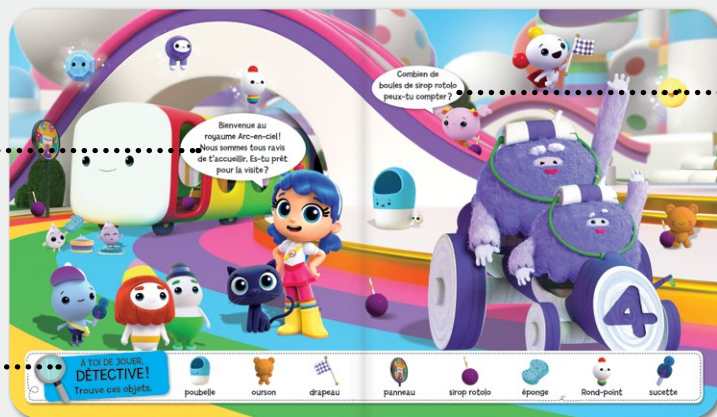 Combien de
boules de sirop rotolo
peux-tu compter ?
Bienvenue au
royaume Arc-en-ciel!
Nous sommes tous ravis
de t'accueillir. Es-tu prêt
pour la visite ?
4
À TOI DE JOUER,
DÉTECTIVE!
Trouve ces objets.
poubelle
ourson
drapeau
panneau
sirop rotolo
éponge
Rond-point
sucette